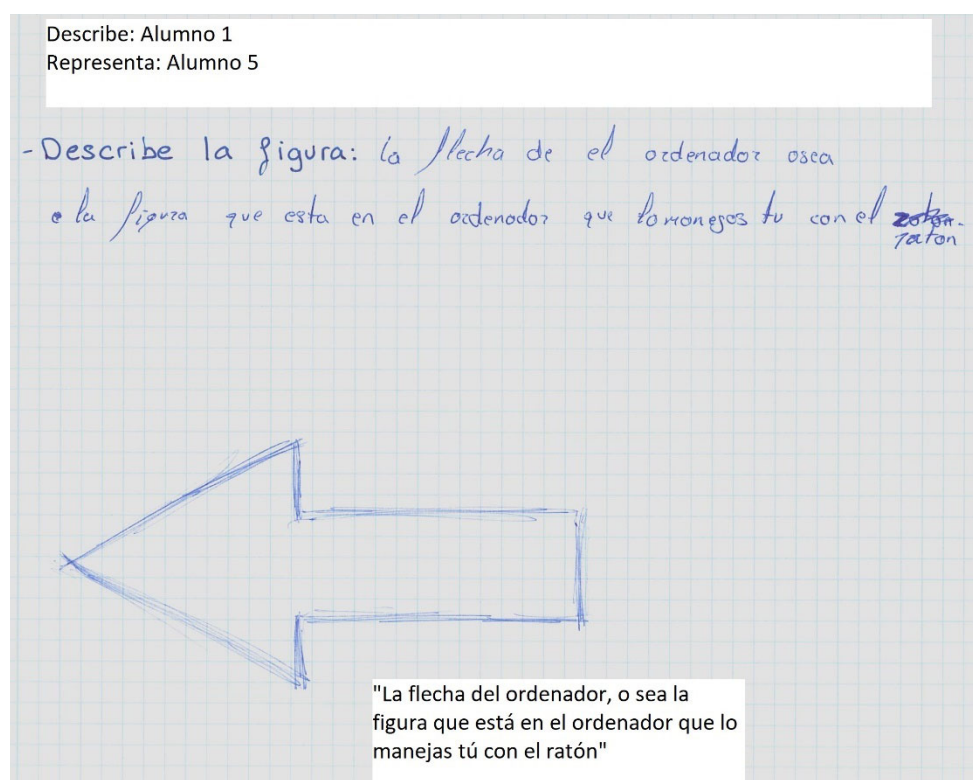 Describe: Alumno 1
Representa: Alumno 5
- Describe la figura: la flecha de el ordenador osea
la figura que esta en el ordenador que lo manegas tu con el
raton
"La flecha del ordenador, o sea la
figura que está en el ordenador que lo
manejas tú con el ratón"